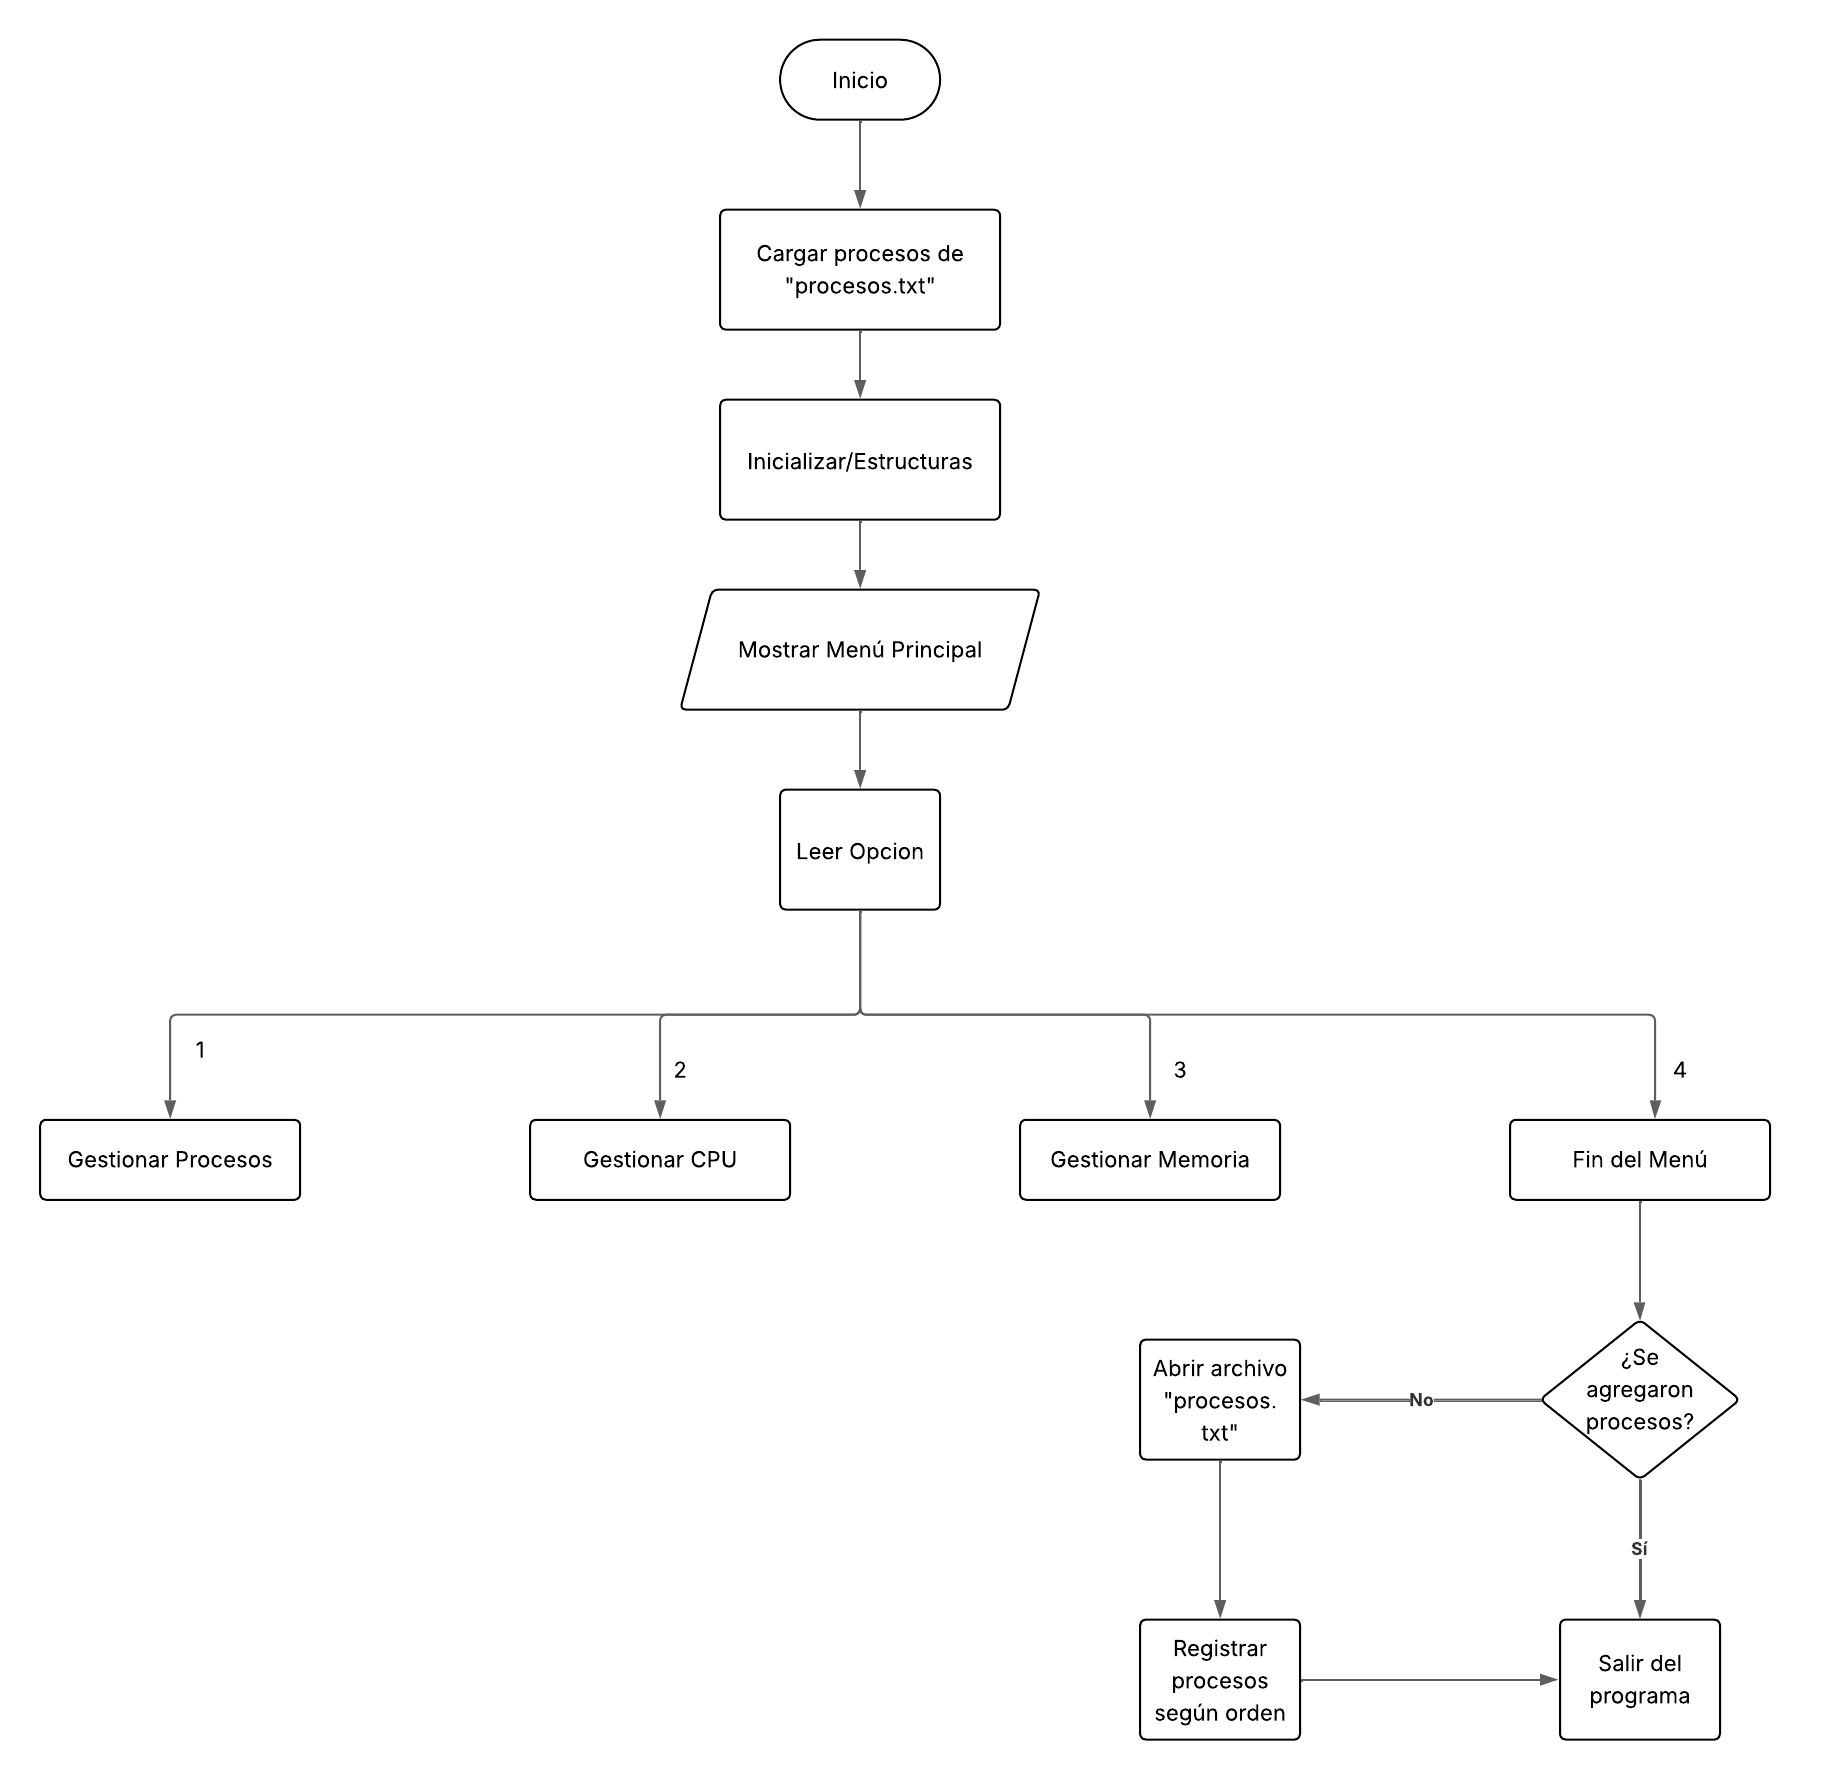 Inicio
Cargar procesos de
"procesos.txt"
Inicializar/Estructuras
Mostrar Menú Principal
Leer Opcion
1
2
3
4
Gestionar Procesos
Gestionar CPU
Gestionar Memoria
Fin del Menú
¿Se
agregaron
procesos?
No
Abrir archivo
"procesos.
txt"
Sí
Registrar
procesos
según orden
Salir del
programa